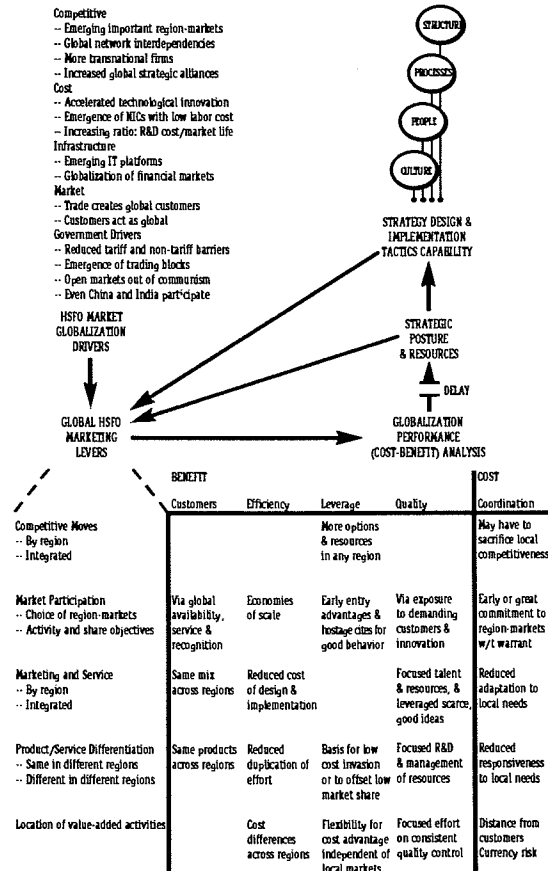 Competitive
-- Emerging important region-markets
-- Global network interdependencies
-- More transnational firms
-- Increased global strategic alliances
Cost
-- Accelerated technological innovation
-- Emergence of NICs with low labor cost
-- Increasing ratio: R&D cost/market life
Infrastructure
-- Emerging IT platforms
-- Globalization of financial markets
Market
-- Trade creates global customers
-- Customers act as global
Government Drivers
-- Reduced tariff and non-tariff barriers
-- Emergence of trading blocks
-- Open markets out of communism
-- Even China and India participate
HSFO MARKET
GLOBALIZATION
DRIVERS
STRUCTURE
PROCESSES
PEOPLE
CULTURE
STRATEGY DESIGN &
IMPLEMENTATION
TACTICS CAPABILITY
STRATEGIC
POSTURE
& RESOURCES
DELAY
GLOBAL HSFO
MARKETING
LEVERS
GLOBALIZATION
PERFORMANCE
(COST-BENEFIT) ANALYSIS
BENEFIT
COST
Customers
Efficiency
Leverage
Quality
Coordination
Competitive Moves
-- By region
-- Integrated
More options
& resources
in any region
May have to
sacrifice local
competitiveness
Market Participation
-- Choice of region-markets
-- Activity and share objectives
Via global
availability,
service &
recognition
Economies
of scale
Early entry
advantages &
hostage cites for
good behavior
Via exposure
to demanding
customers &
innovation
Early or great
commitment to
region-markets
w/t warrant
Marketing and Service
-- By region
-- Integrated
Same mix
across regions
Reduced cost
of design &
implementation
Focused talent
& resources, &
leveraged scarce,
good ideas
Reduced
adaptation to
local needs
Product/Service Differentiation
-- Same in different regions
-- Different in different regions
Same products
across regions
Reduced
duplication of
effort
Basis for low
cost invasion
or to offset low
market share
Focused R&D
& management
of resources
Reduced
responsiveness
to local needs
Location of value-added activities
Cost
differences
across regions
Flexibility for
cost advantage
independent of
local markets
Focused effort
on consistent
quality control
Distance from
customers
Currency risk